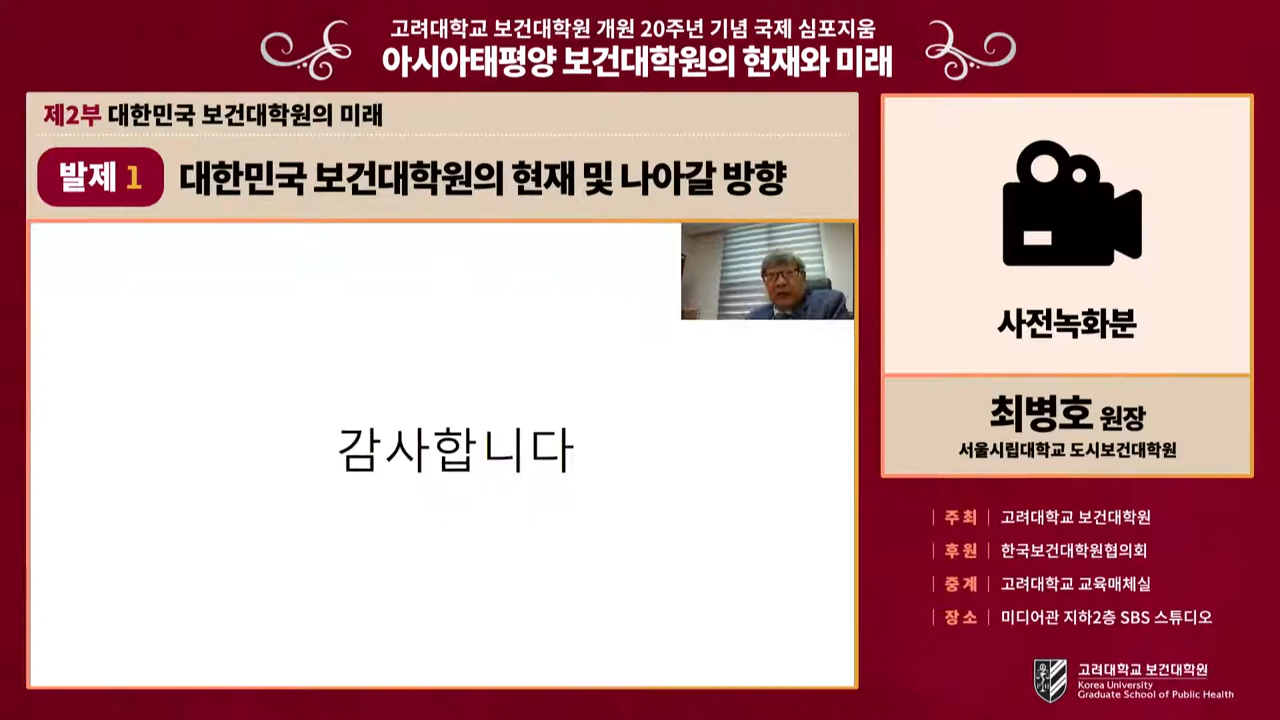 고려대학교 보건대학원 개원 20주년 기념 국제 심포지움
아시아태평양 보건대학원의 현재와 미래
제2부 대한민국 보건대학원의 미래
발제 1 대한민국 보건대학원의 현재 및 나아갈 방향
감사합니다
사전녹화분
최병호 원장
서울시립대학교 도시보건대학원
주최 | 고려대학교 보건대학원
후원 | 한국보건대학원협의회
중계 | 고려대학교 교육매체실
장소 | 미디어관 지하2층 SBS 스튜디오
고려대학교 보건대학원
Korea University
Graduate School of Public Health